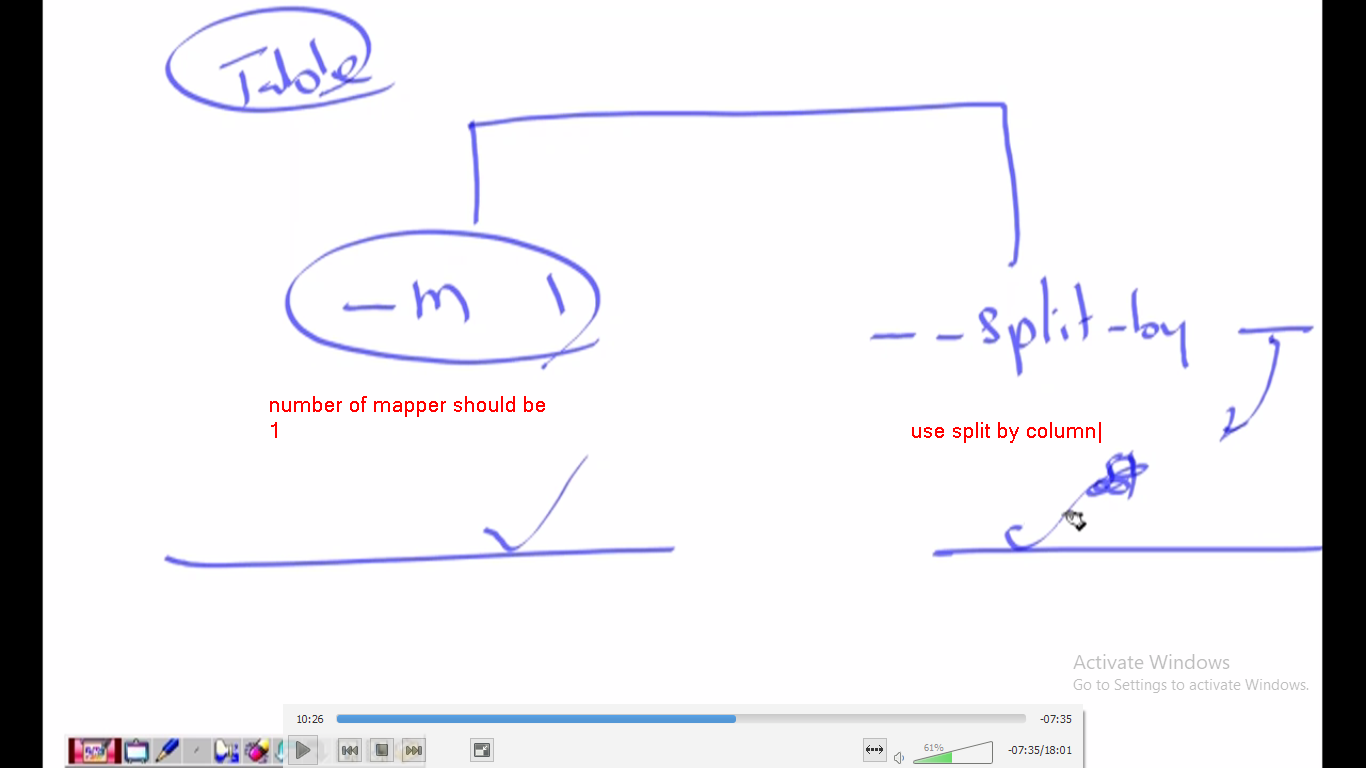 Table
-m 1
--split-by
number of mapper should be
1
use split by column
Activate Windows
Go to Settings to activate Windows.
10:26
-07:35
61%
-07:35/18:01